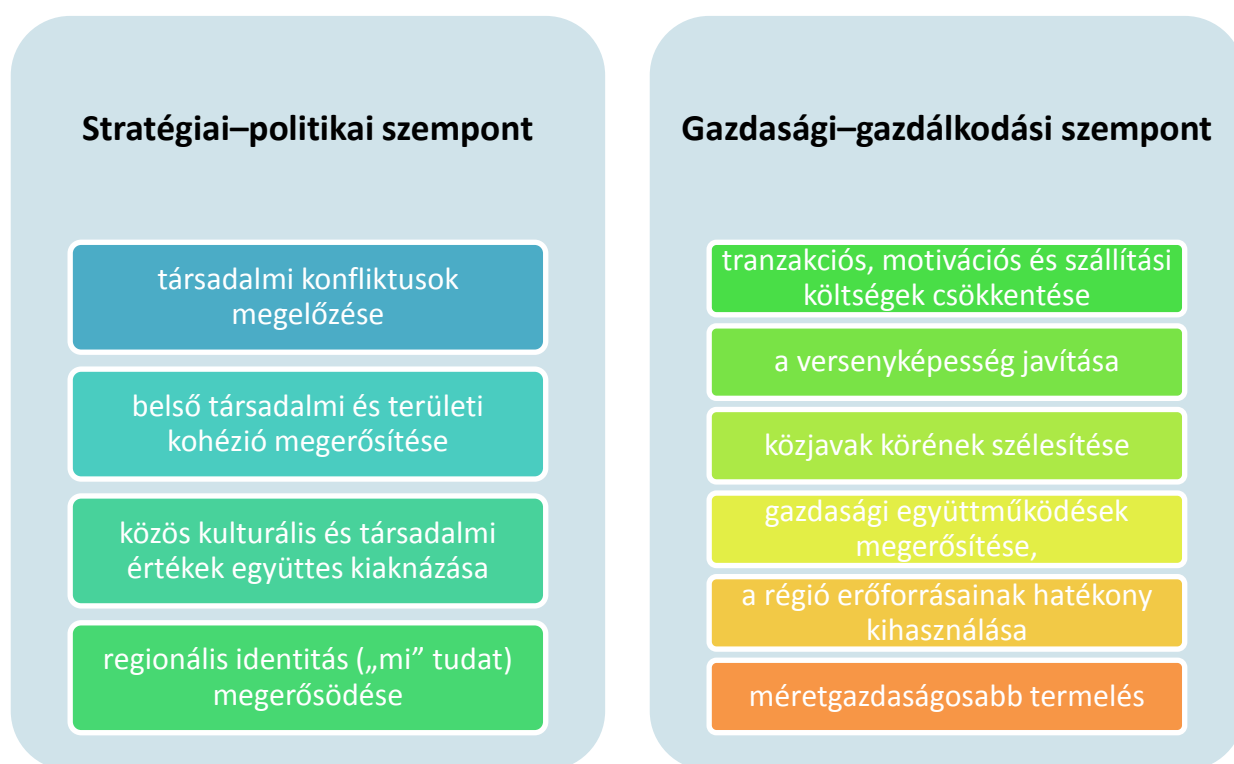 Stratégiai–politikai szempont
társadalmi konfliktusok
megelőzése
belső társadalmi és területi
kohézió megerősítése
közös kulturális és társadalmi
értékek együttes kiaknázása
regionális identitás („mi” tudat)
megerősödése
Gazdasági–gazdálkodási szempont
tranzakciós, motivációs és szállítási
költségek csökkentése
a versenyképesség javítása
közjavak körének szélesítése
gazdasági együttműködések
megerősítése,
a régió erőforrásainak hatékony
kihasználása
méretgazdaságosabb termelés